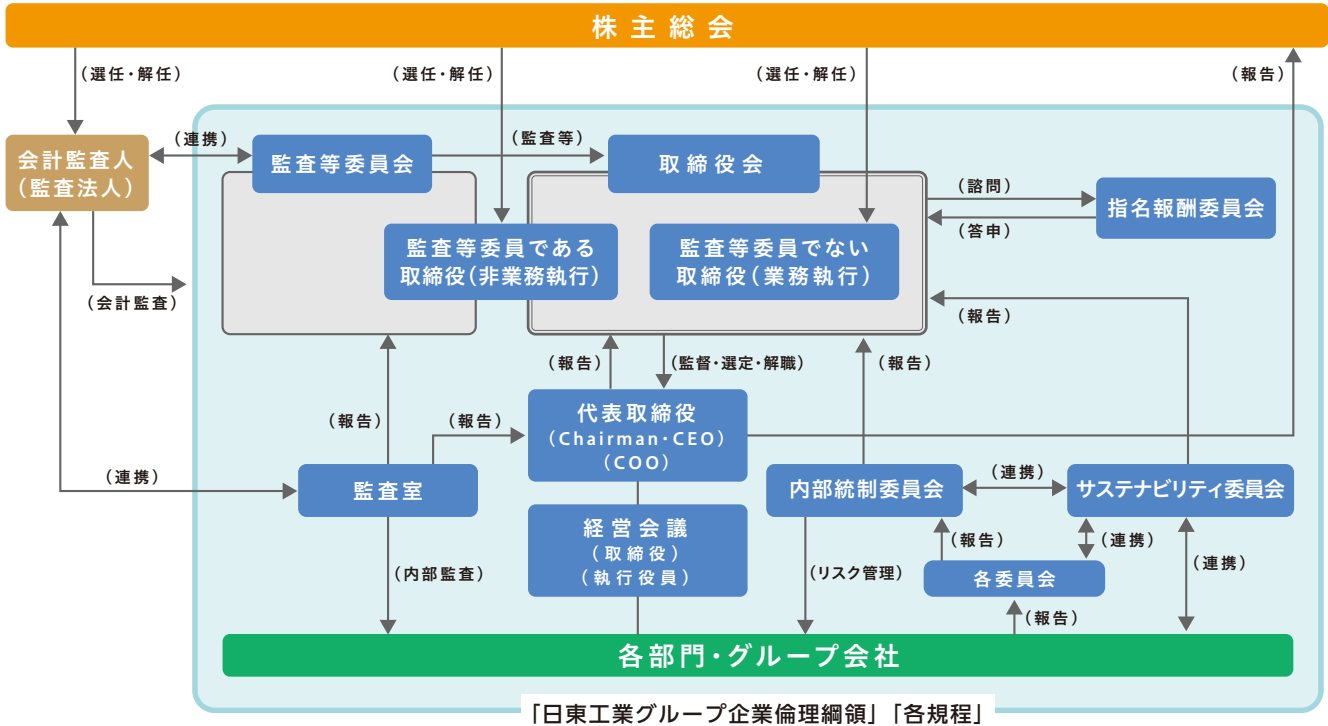 株主総会
(選任・解任)
(選任・解任)
(選任・解任)
(報告)
会計監査人
(監査法人)
(連携)
監査等委員会
(監査等)
取締役会
(諮問)
指名報酬委員会
(答申)
監査等委員である
取締役(非業務執行)
監査等委員でない
取締役(業務執行)
(会計監査)
(報告)
(報告)
(監督・選定・解職)
(報告)
(報告)
(報告)
代表取締役
(Chairman・CEO)
(COO)
(連携)
監査室
内部統制委員会
(連携)
サステナビリティ委員会
経営会議
(取締役)
(執行役員)
(報告)
(連携)
(内部監査)
(リスク管理)
各委員会
(連携)
(報告)
各部門・グループ会社
「日東工業グループ企業倫理綱領」「各規程」